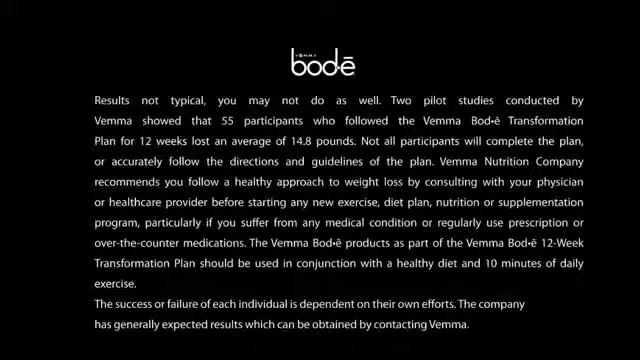 VEMMA
bod•ē
Results not typical, you may not do as well. Two pilot studies conducted by
Vemma showed that 55 participants who followed the Vemma Bod•ē Transformation
Plan for 12 weeks lost an average of 14.8 pounds. Not all participants will complete the plan,
or accurately follow the directions and guidelines of the plan. Vemma Nutrition Company
recommends you follow a healthy approach to weight loss by consulting with your physician
or healthcare provider before starting any new exercise, diet plan, nutrition or supplementation
program, particularly if you suffer from any medical condition or regularly use prescription or
over-the-counter medications. The Vemma Bod•ē products as part of the Vemma Bod•ē 12-Week
Transformation Plan should be used in conjunction with a healthy diet and 10 minutes of daily
exercise.
The success or failure of each individual is dependent on their own efforts. The company
has generally expected results which can be obtained by contacting Vemma.